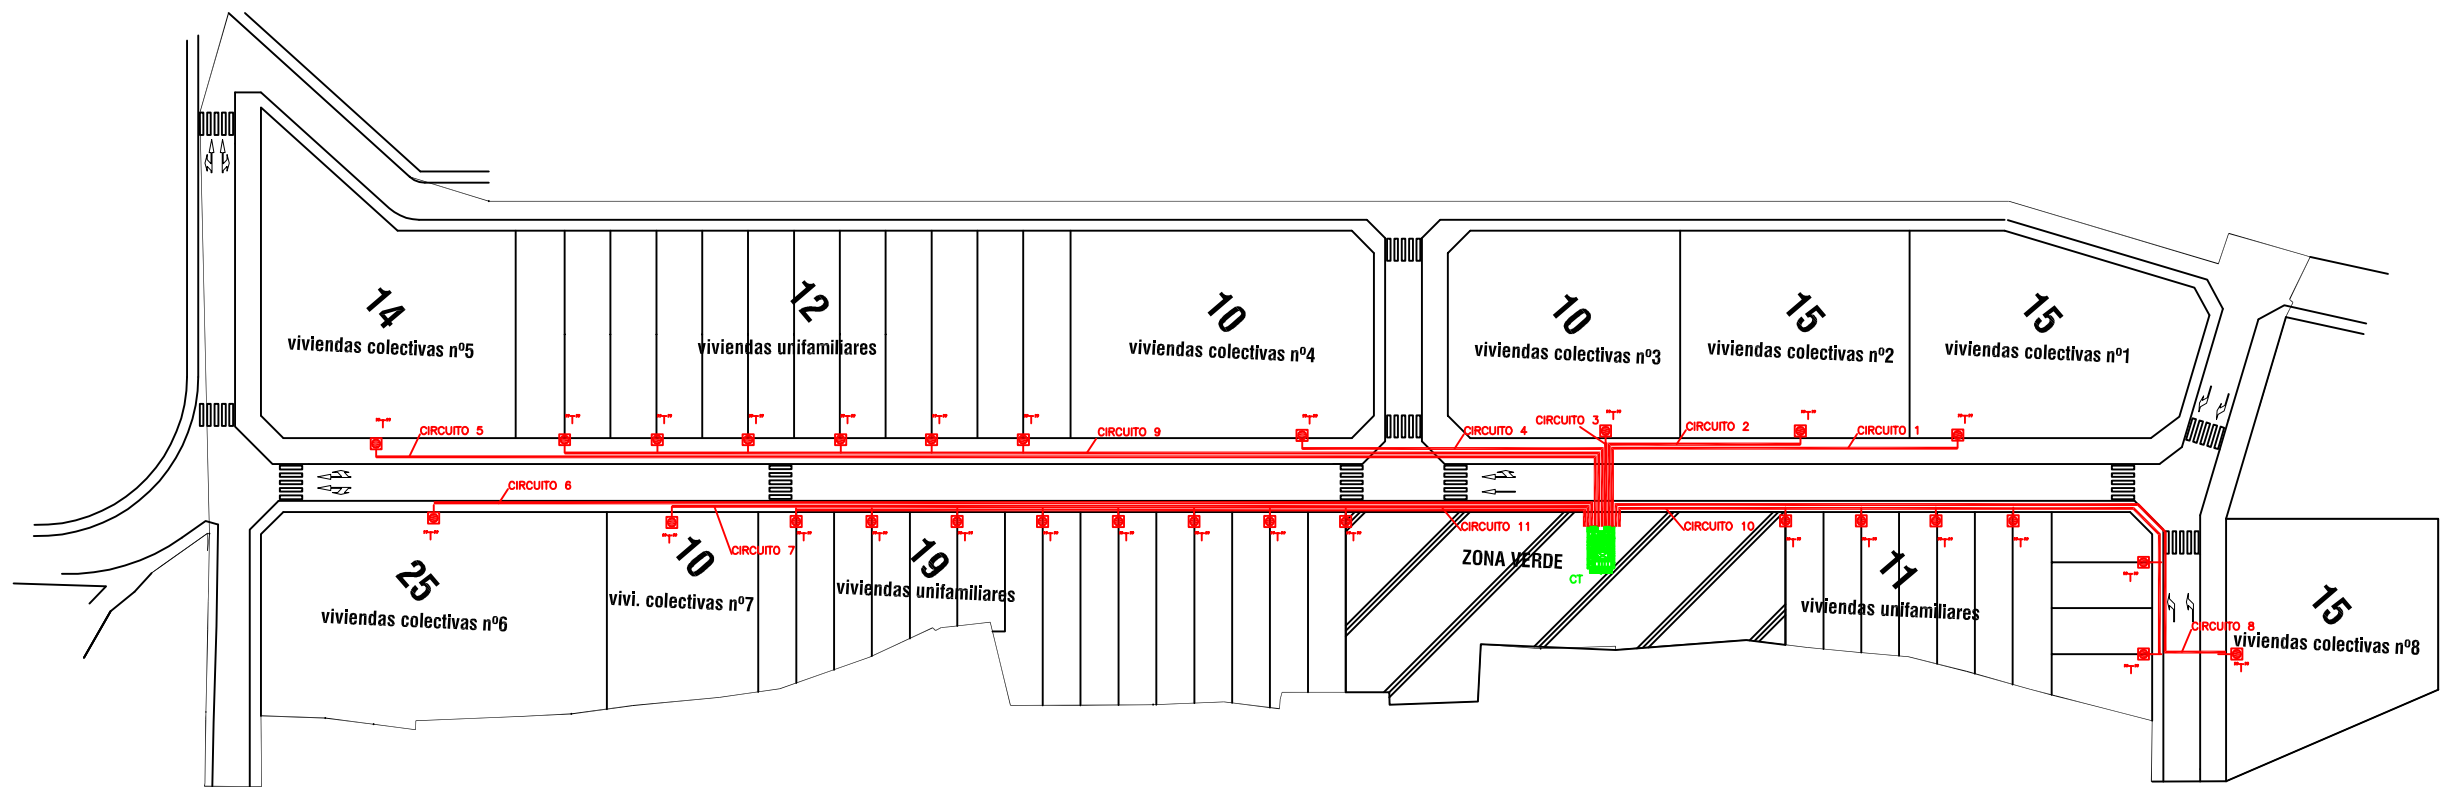 14
viviendas colectivas nº5
12
viviendas unifamiliares
10
viviendas colectivas nº4
10
viviendas colectivas nº3
15
viviendas colectivas nº2
15
viviendas colectivas nº1
"T"
"T"
"T"
"T"
"T"
"T"
"T"
"T"
"T"
"T"
"T"
CIRCUITO 5
CIRCUITO 9
CIRCUITO 4
CIRCUITO 3
CIRCUITO 2
CIRCUITO 1
CIRCUITO 6
CIRCUITO 7
CIRCUITO 11
CIRCUITO 10
"T"
"T"
"T"
"T"
"T"
"T"
"T"
"T"
"T"
"T"
"T"
"T"
"T"
"T"
25
viviendas colectivas nº6
10
vivi. colectivas nº7
19
viviendas unifamiliares
ZONA VERDE
CT
11
viviendas unifamiliares
"T"
"T"
CIRCUITO 8
15
viviendas colectivas nº8
"T"